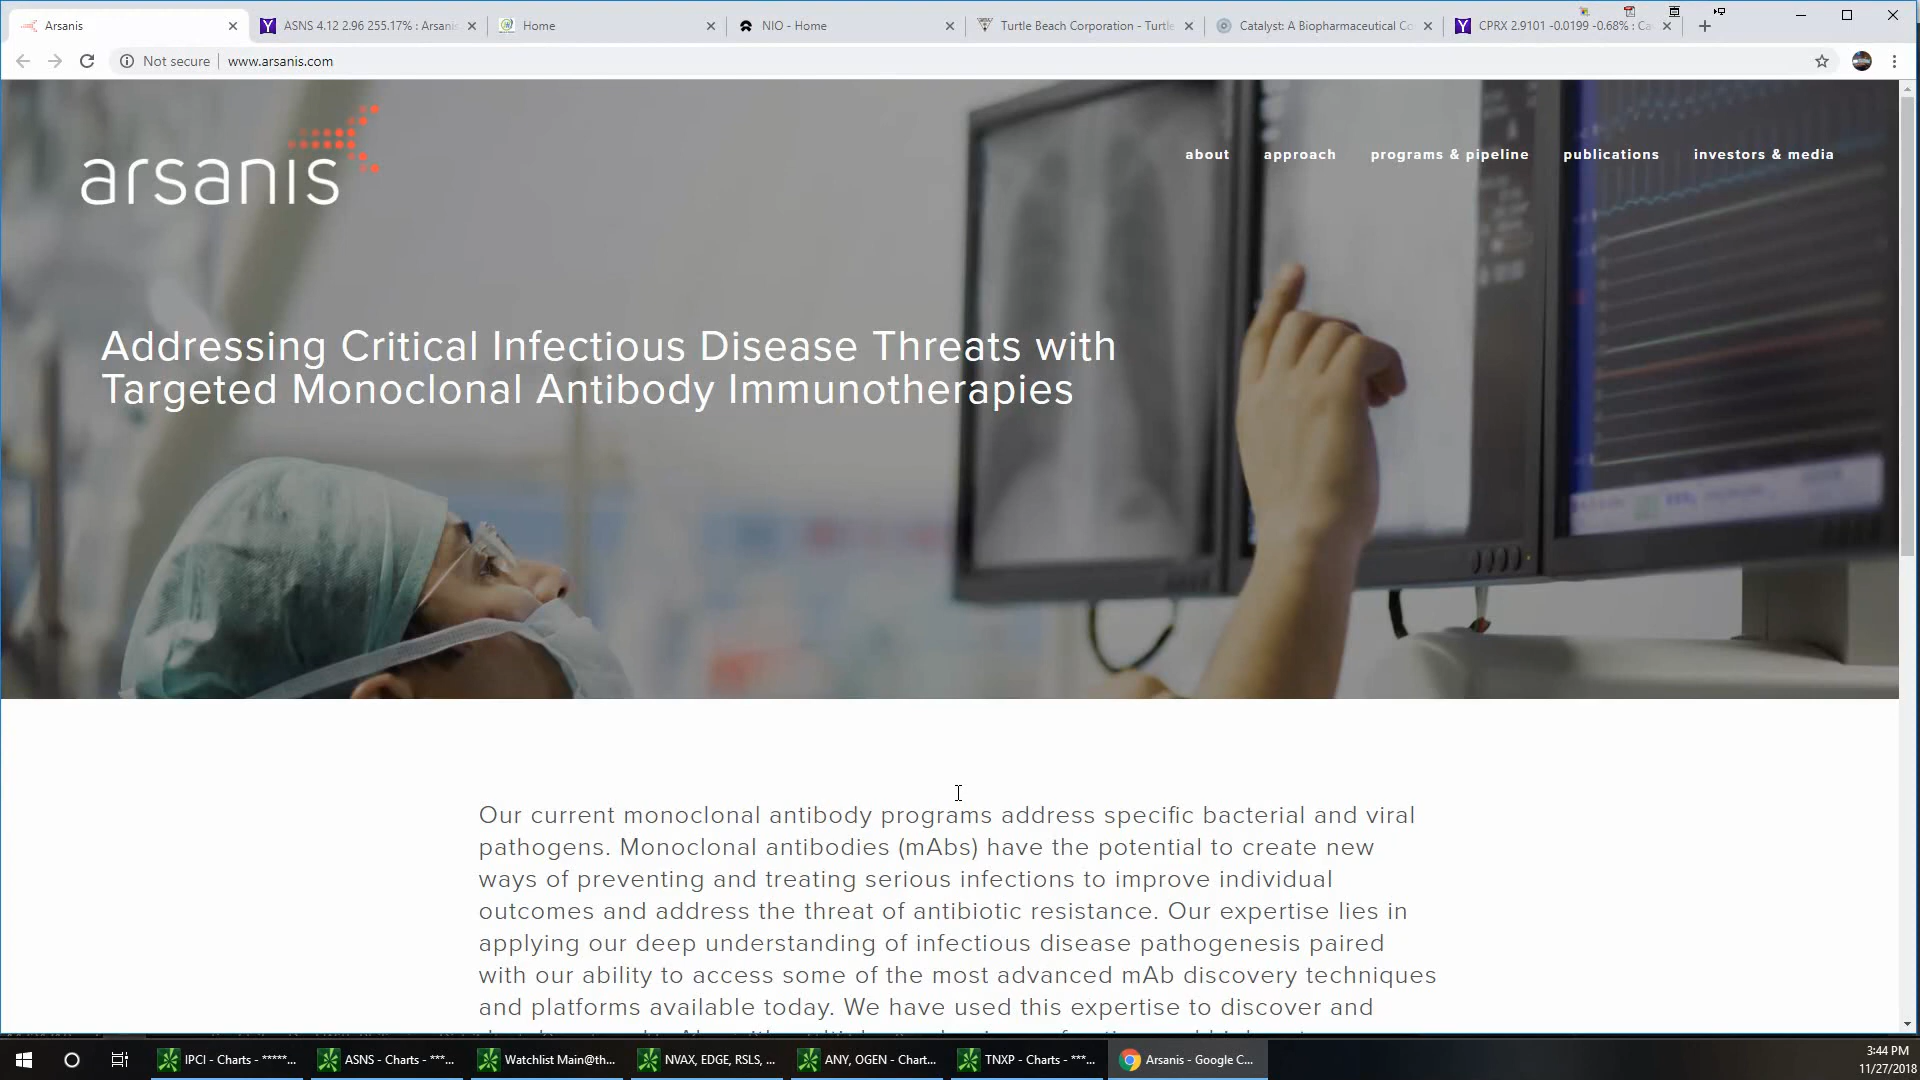 Arsanis
ASNS 4.12 2.96 255.17% : Arsanis
Home
NIO - Home
Turtle Beach Corporation - Turtle
Catalyst: A Biopharmaceutical Co
CPRX 2.9101 -0.0199 -0.68% : Ca
Not secure
www.arsanis.com
arsanis
about
approach
programs & pipeline
publications
investors & media
Addressing Critical Infectious Disease Threats with
Targeted Monoclonal Antibody Immunotherapies
Our current monoclonal antibody programs address specific bacterial and viral
pathogens. Monoclonal antibodies (mAbs) have the potential to create new
ways of preventing and treating serious infections to improve individual
outcomes and address the threat of antibiotic resistance. Our expertise lies in
applying our deep understanding of infectious disease pathogenesis paired
with our ability to access some of the most advanced mAb discovery techniques
and platforms available today. We have used this expertise to discover and
IPCI - Charts - *****...
ASNS - Charts - ***...
Watchlist Main@th...
NVAX, EDGE, RSLS, ...
ANY, OGEN - Chart...
TNXP - Charts - ***...
Arsanis - Google C...
3:44 PM
11/27/2018